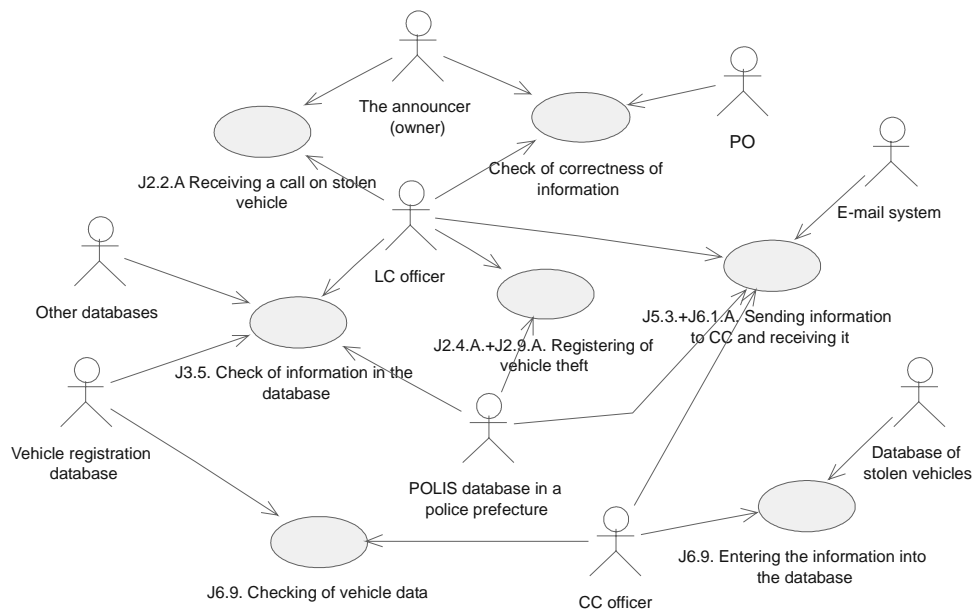 The announcer
(owner)
PO
J2.2.A Receiving a call on stolen
vehicle
Check of correctness of
information
E-mail system
LC officer
Other databases
J5.3.+J6.1.A. Sending information
to CC and receiving it
J2.4.A.+J2.9.A. Registering of
vehicle theft
J3.5. Check of information in the
database
Vehicle registration
database
Database of
stolen vehicles
POLIS database in a
police prefecture
J6.9. Entering the information into
the database
J6.9. Checking of vehicle data
CC officer